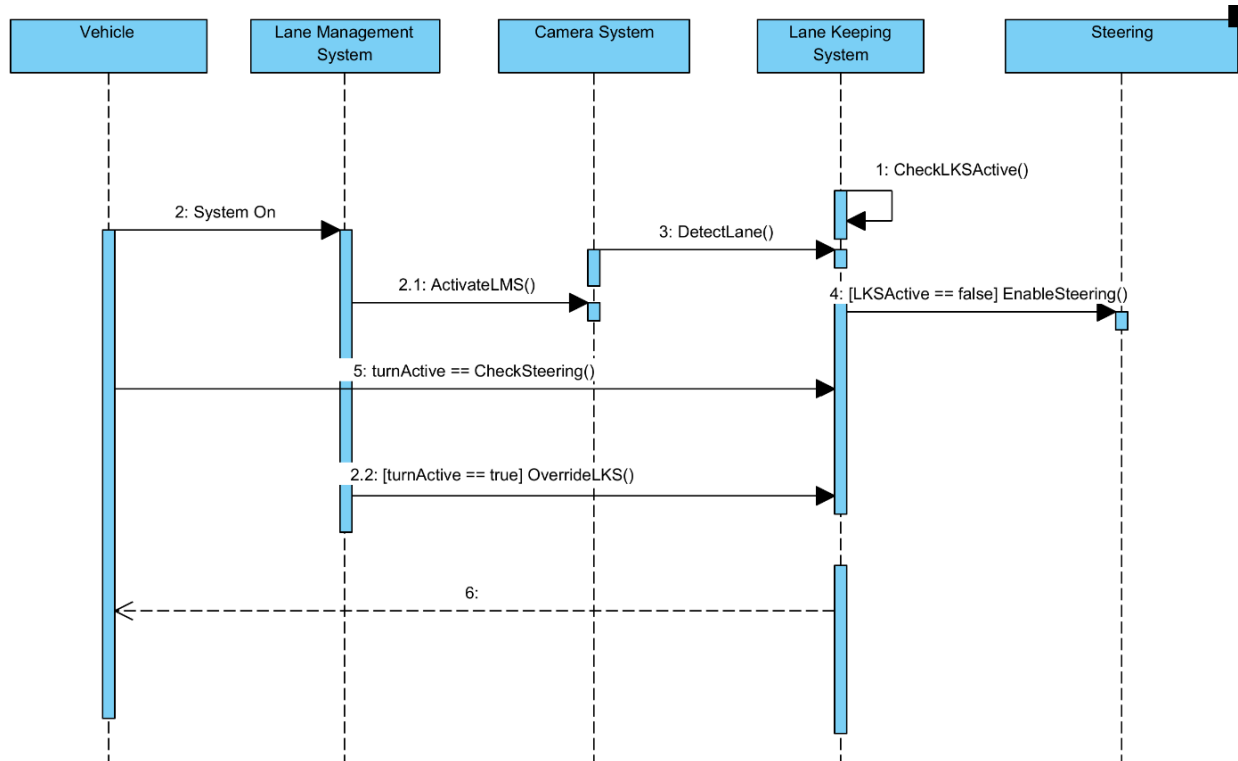 Vehicle
Lane Management
System
Camera System
Lane Keeping
System
Steering
1: CheckLKSActive()
2: System On
3: DetectLane()
2.1: ActivateLMS()
4: [LKSActive == false] EnableSteering()
5: turnActive == CheckSteering()
2.2: [turnActive == true] OverrideLKS()
6: